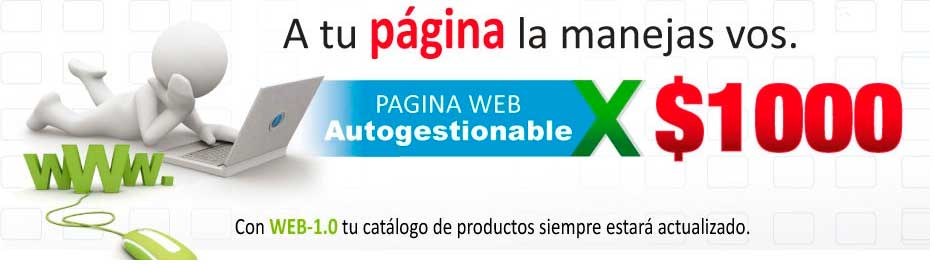 A tu página la manejas vos.
PAGINA WEB
Autogestionable X $1000
www.
Con WEB-1.0 tu catálogo de productos siempre estará actualizado.